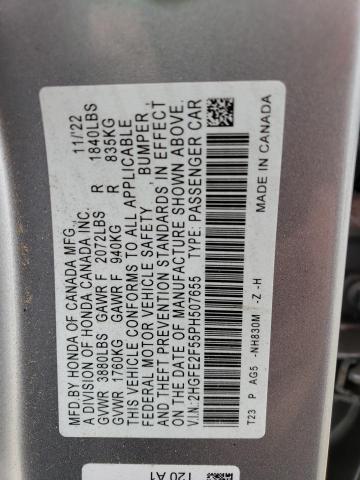 MFD.BY HONDA OF CANADA MFG.,
A DIVISION OF HONDA CANADA INC. 11/'22
GVWR 3880LBS GAWR F 2072LBS R 1840LBS
GVWR 1760KG GAWR F 940KG R 835KG
THIS VEHICLE CONFORMS TO ALL APPLICABLE
FEDERAL MOTOR VEHICLE SAFETY, BUMPER,
AND THEFT PREVENTION STANDARDS IN EFFECT
ON THE DATE OF MANUFACTURE SHOWN ABOVE.
V.I.N.:2HGFE2F55PH507655 TYPE:PASSENGER CAR
T23 P AG5 -NH830M -Z -H
MADE IN CANADA
T20 A1